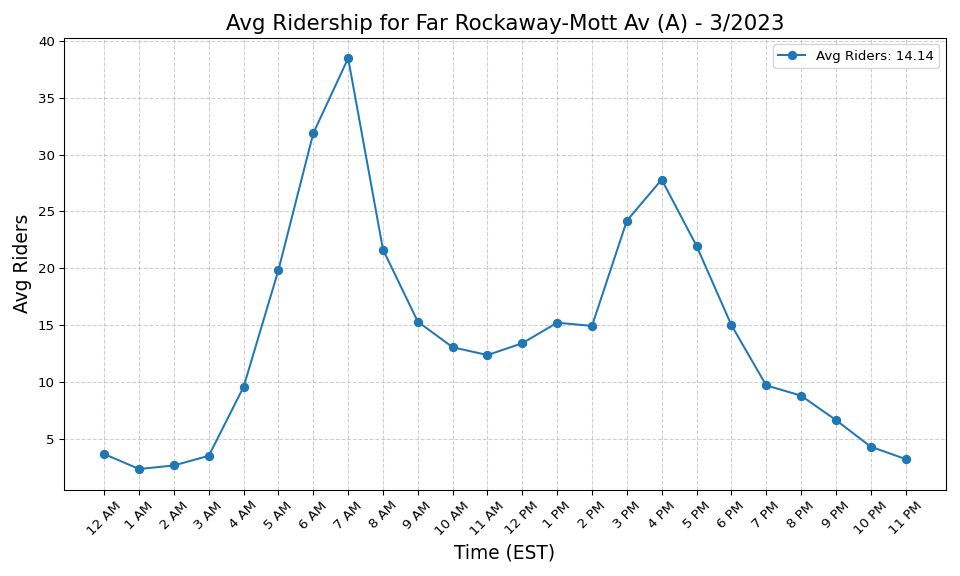 Avg Ridership for Far Rockaway-Mott Av (A) - 3/2023
Avg Riders: 14.14
Avg Riders
40
35
30
25
20
15
10
5
12 AM
1 AM
2 AM
3 AM
4 AM
5 AM
6 AM
7 AM
8 AM
9 AM
10 AM
11 AM
12 PM
1 PM
2 PM
3 PM
4 PM
5 PM
6 PM
7 PM
8 PM
9 PM
10 PM
11 PM
Time (EST)